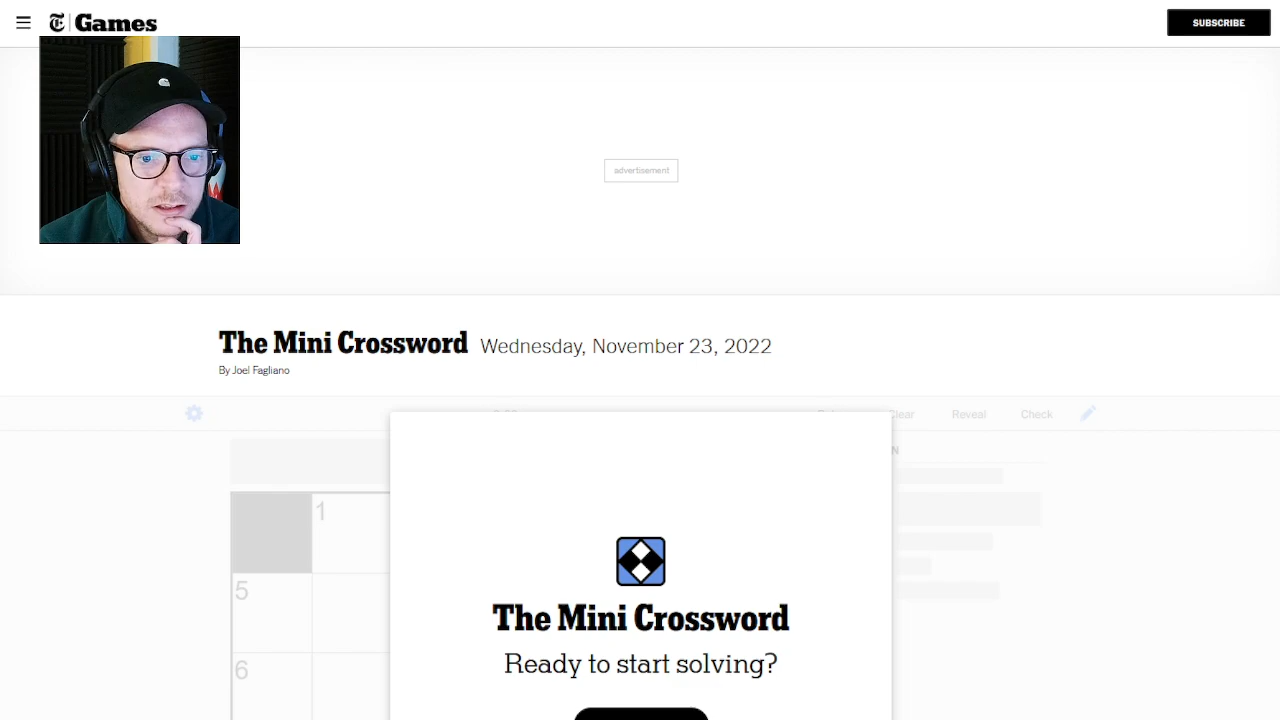 Games
SUBSCRIBE
advertisement
The Mini Crossword Wednesday, November 23, 2022
By Joel Fagliano
Clear Reveal Check
1
5
6
The Mini Crossword
Ready to start solving?